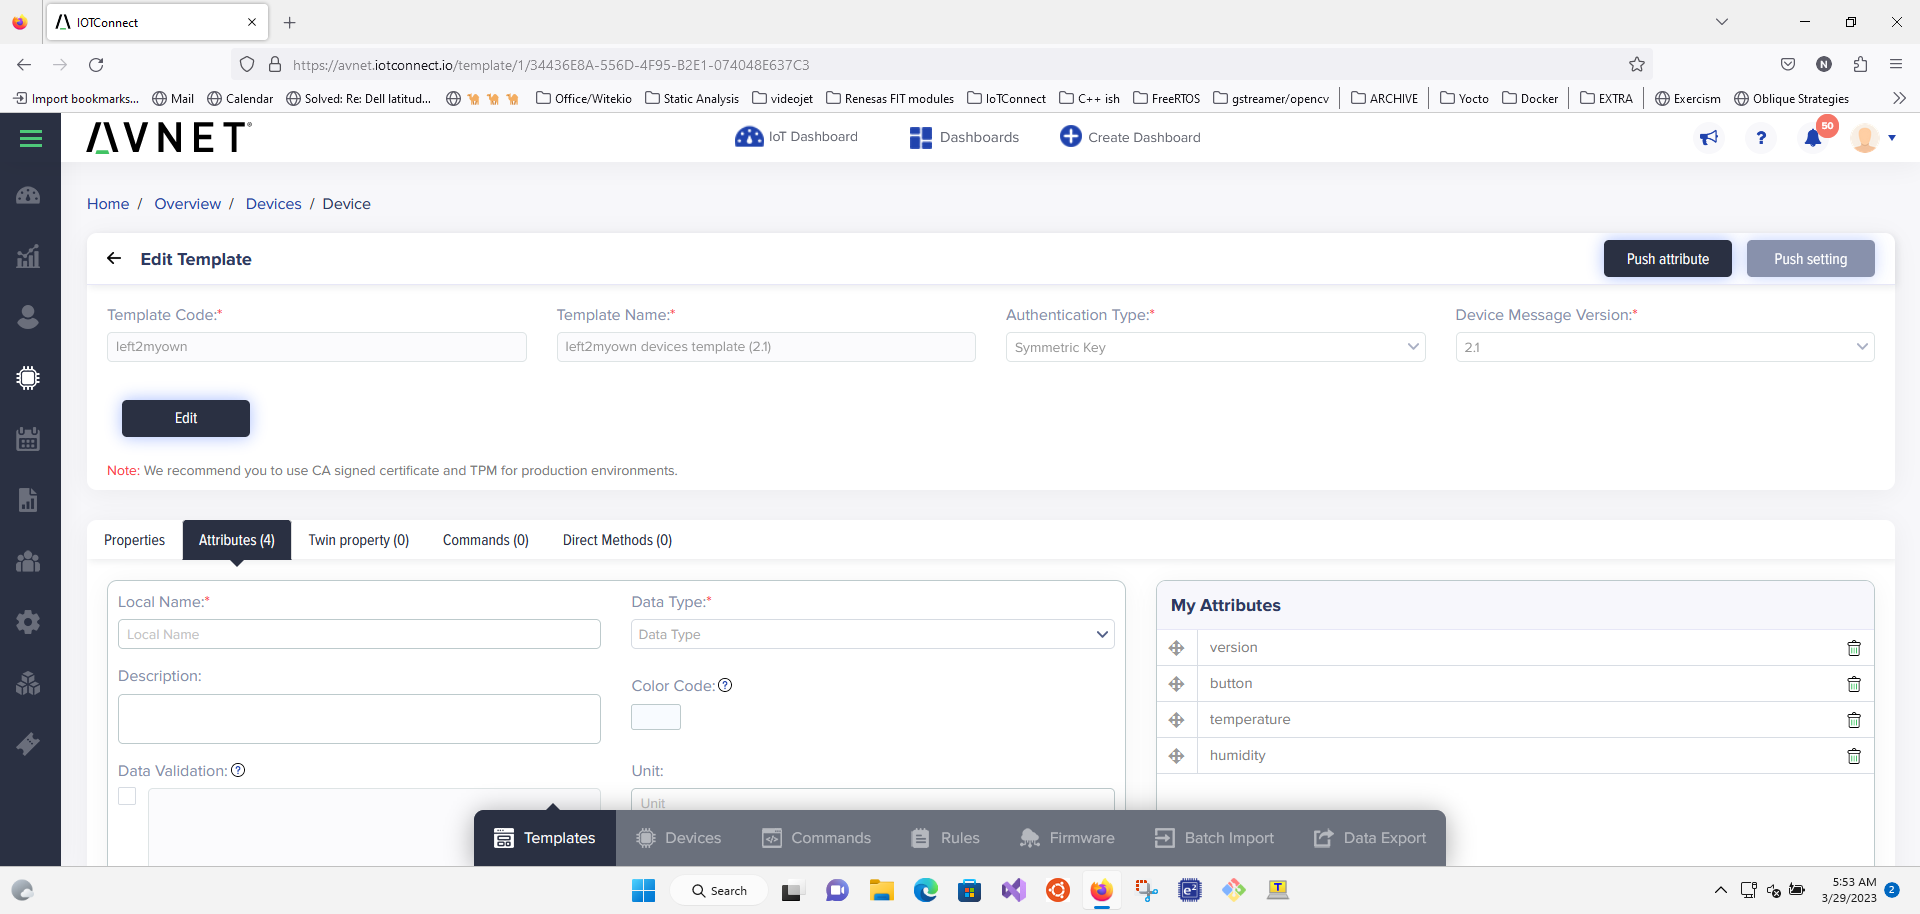 IOTConnect
https://avnet.iotconnect.io/template/1/34436E8A-556D-4F95-B2E1-074048E637C3
N
Import bookmarks... Mail Calendar Solved: Re: Dell latitud... Office/Witekio Static Analysis videojet Renesas FIT modules IoTConnect C++ ish FreeRTOS gstreamer/opencv ARCHIVE Yocto Docker EXTRA Exercism Oblique Strategies
AVNET® IoT Dashboard Dashboards Create Dashboard ? 50
Home / Overview / Devices / Device
Edit Template Push attribute Push setting
Template Code:* Template Name:* Authentication Type:* Device Message Version:*
left2myown left2myown devices template (2.1) Symmetric Key 2.1
Edit
Note: We recommend you to use CA signed certificate and TPM for production environments.
Properties Attributes (4) Twin property (0) Commands (0) Direct Methods (0)
Local Name:* Data Type:* My Attributes
Local Name Data Type version
Description: Color Code: ? button
temperature
Data Validation: ? Unit: humidity
Unit
Templates Devices Commands Rules Firmware Batch Import Data Export
Search
e²
T
5:53 AM
3/29/2023 2